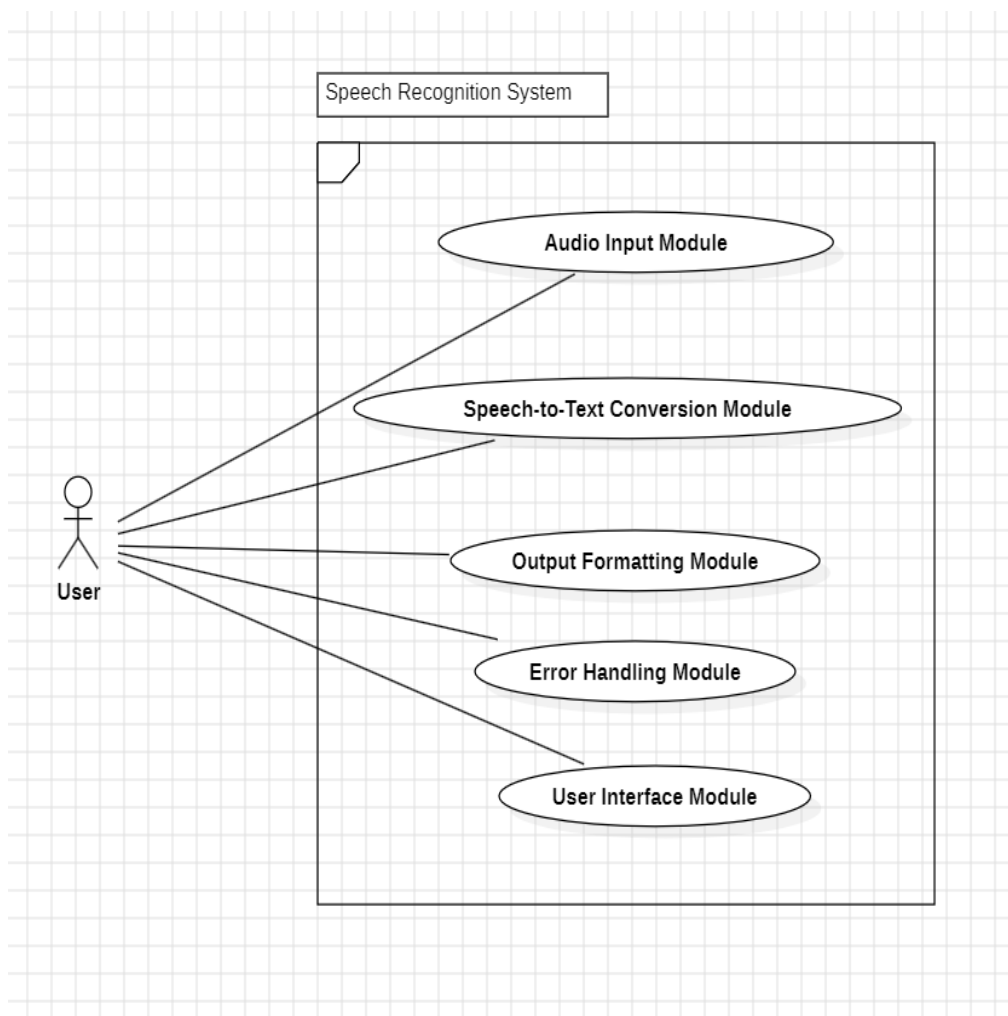 Speech Recognition System
Audio Input Module
Speech-to-Text Conversion Module
Output Formatting Module
Error Handling Module
User Interface Module
User